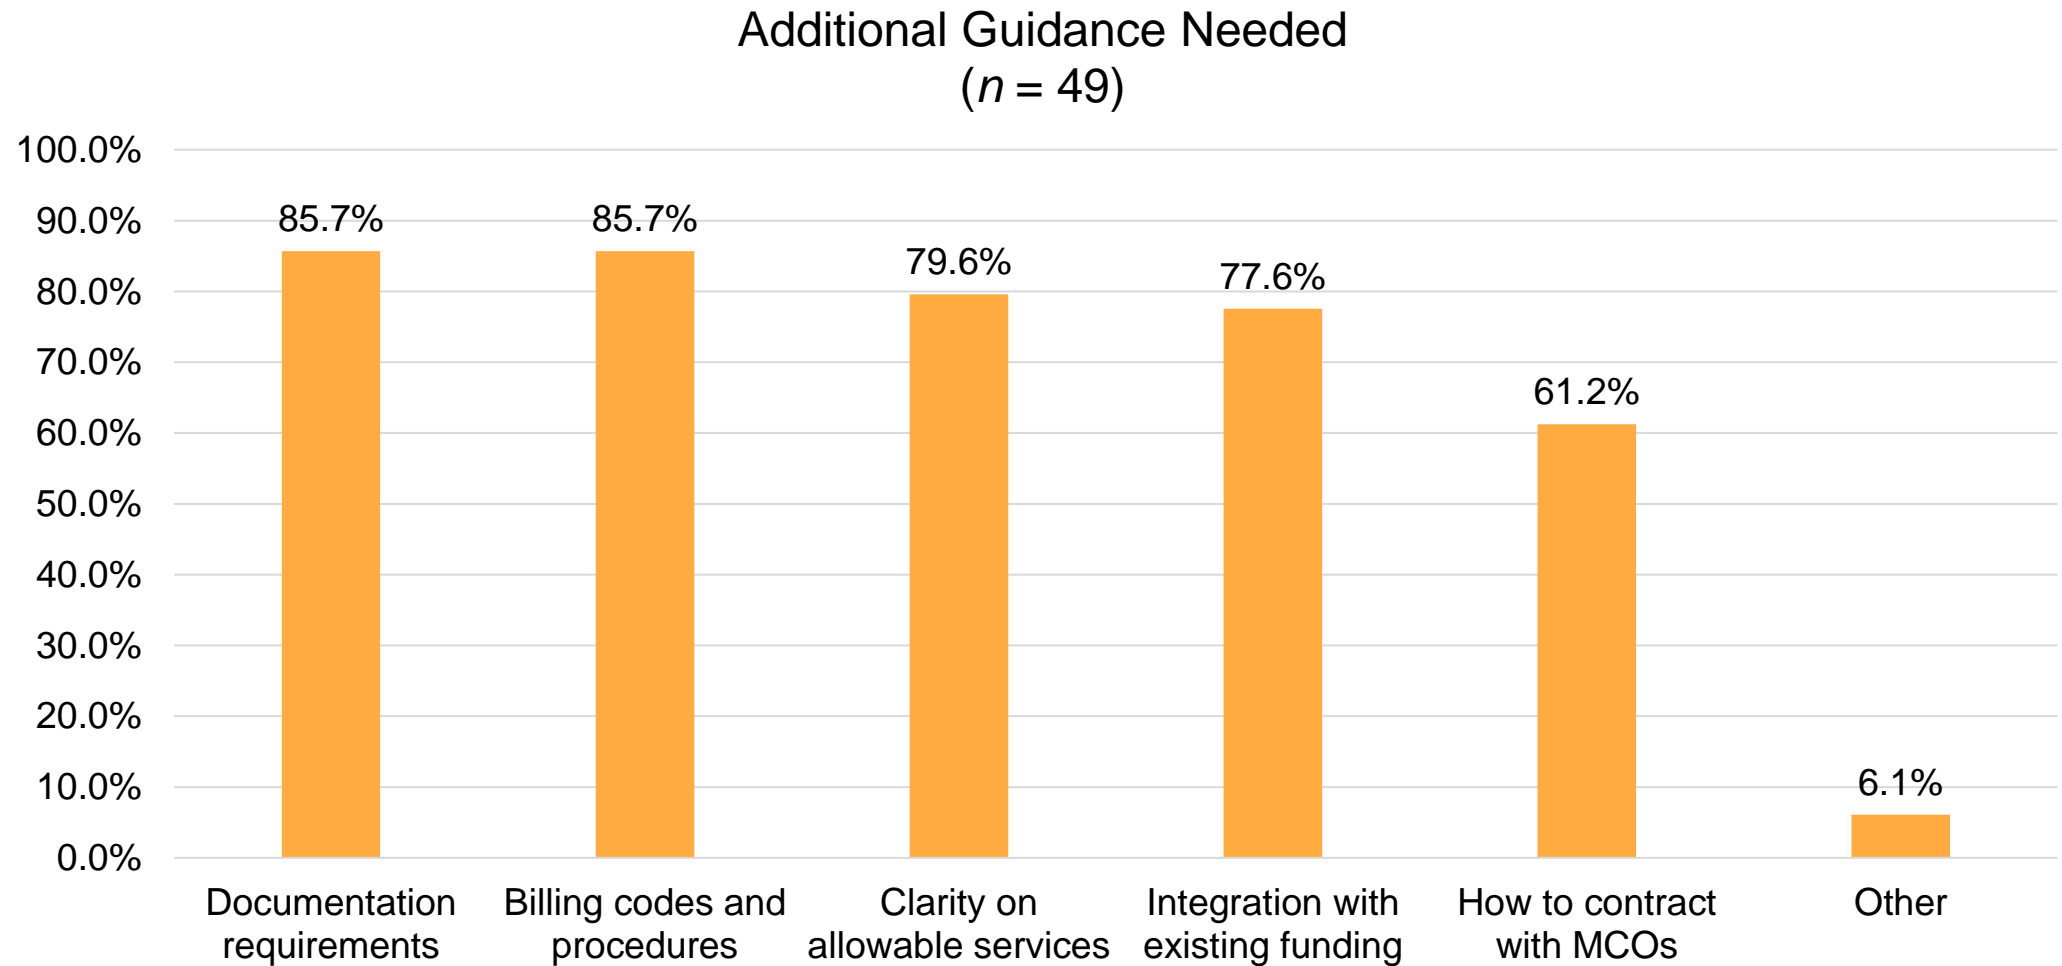 Additional Guidance Needed
(n = 49)
100.0%
90.0%
80.0%
70.0%
60.0%
50.0%
40.0%
30.0%
20.0%
10.0%
0.0%
85.7%
85.7%
79.6%
77.6%
61.2%
6.1%
Documentation
requirements
Billing codes and
procedures
Clarity on
allowable services
Integration with
existing funding
How to contract
with MCOs
Other